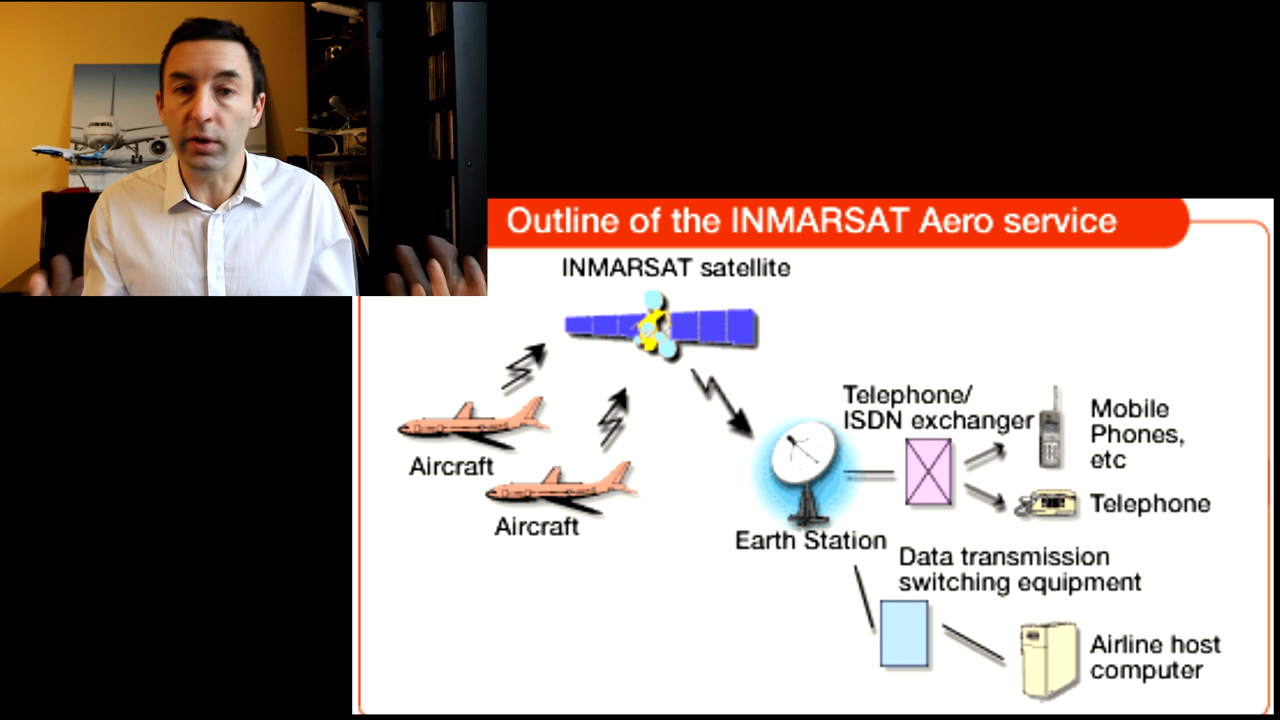 Outline of the INMARSAT Aero service
INMARSAT satellite
Aircraft
Aircraft
Earth Station
Telephone/
ISDN exchanger
Mobile
Phones,
etc
Telephone
Data transmission
switching equipment
Airline host
computer